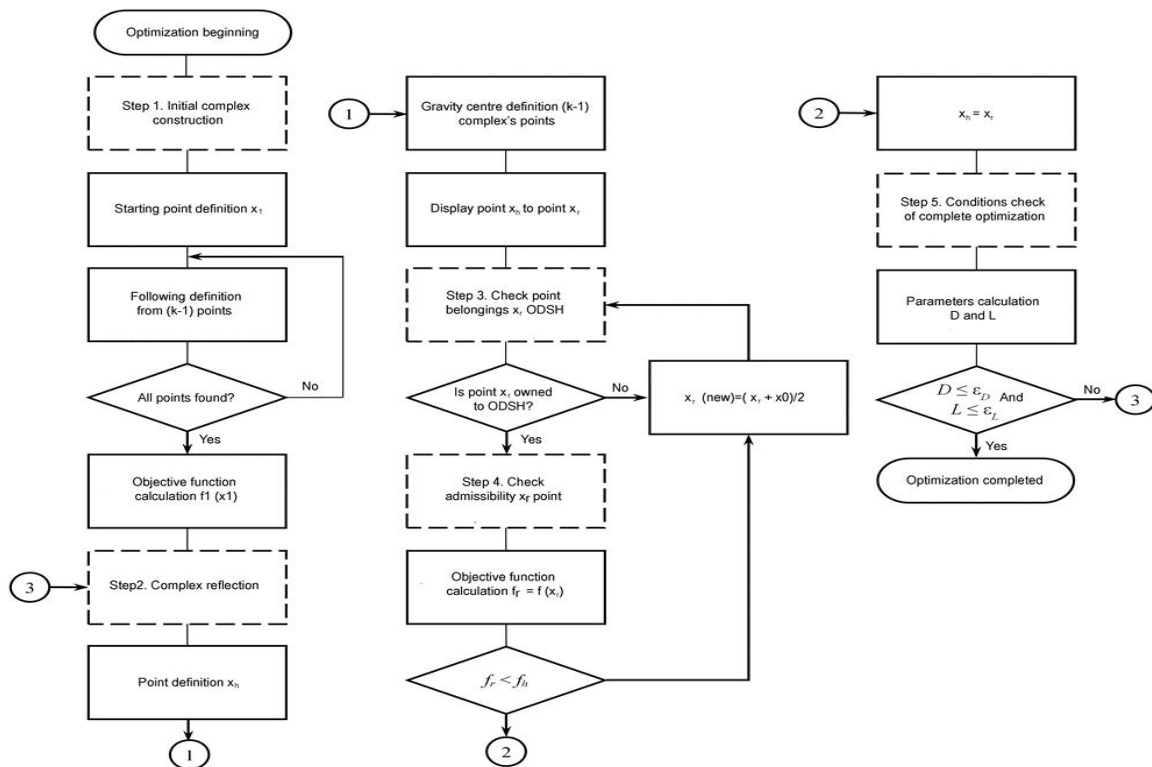 Optimization beginning
Step 1. Initial complex
construction
Starting point definition x₁
Following definition
from (k-1) points
All points found?
No
Yes
Objective function
calculation f1 (x1)
3
Step2. Complex reflection
Point definition xₕ
1
1
Gravity centre definition (k-1)
complex's points
Display point xₕ to point xᵣ
Step 3. Check point
belongings xᵣ ODSH
Is point xᵣ owned
to ODSH?
No
Yes
xᵣ (new)=( xᵣ + x0)/2
Step 4. Check
admissibility xr point
Objective function
calculation fr = f (xᵣ)
fᵣ < fₕ
2
2
xₕ = xᵣ
Step 5. Conditions check
of complete optimization
Parameters calculation
D and L
D ≤ ε_D And
L ≤ ε_L
No
3
Yes
Optimization completed